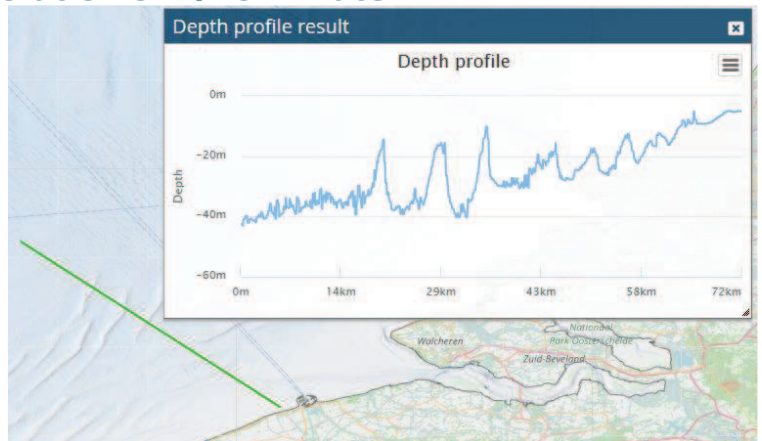 Depth profile result
Depth profile
0m
-20m
Depth
-40m
-60m
0m 14km 29km 43km 58km 72km
Nationaal
Walcheren Park Oosterschelde
Zuid-Beveland